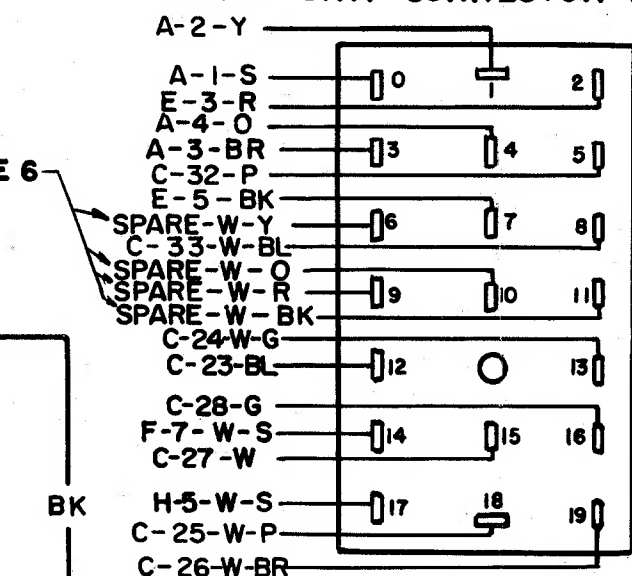 A-2-Y
A-1-S 0 1 2
E-3-R
A-4-O
A-3-BR 3 4 5
C-32-P
E 6
E-5-BK
SPARE-W-Y 6 7 8
C-33-W-BL
SPARE-W-O
SPARE-W-R 9 10 11
SPARE-W-BK
C-24-W-G
C-23-BL 12 13
C-28-G
F-7-W-S 14 15 16
C-27-W
BK
H-5-W-S 17 18 19
C-25-W-P
C-26-W-BR